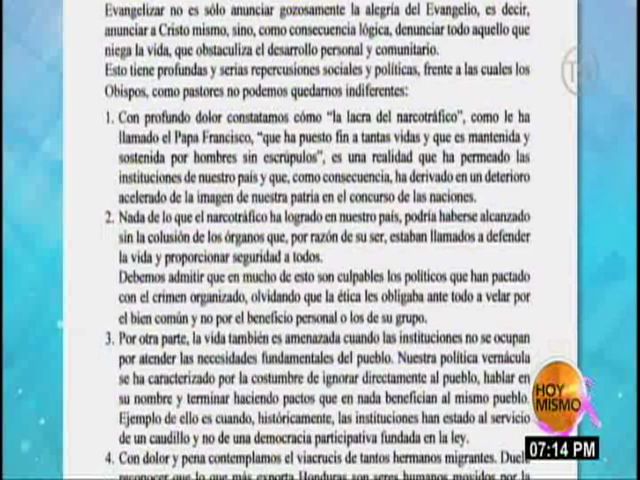 Evangelizar no es sólo anunciar gozosamente la alegría del Evangelio, es decir,
anunciar a Cristo mismo, sino, como consecuencia lógica, denunciar todo aquello que
niega la vida, que obstaculiza el desarrollo personal y comunitario.
Esto tiene profundas y serias repercusiones sociales y políticas, frente a las cuales los
Obispos, como pastores no podemos quedarnos indiferentes:
1. Con profundo dolor constatamos cómo "la lacra del narcotráfico", como le ha
llamado el Papa Francisco, "que ha puesto fin a tantas vidas y que es mantenida y
sostenida por hombres sin escrúpulos", es una realidad que ha permeado las
instituciones de nuestro país y que, como consecuencia, ha derivado en un deterioro
acelerado de la imagen de nuestra patria en el concurso de las naciones.
2. Nada de lo que el narcotráfico ha logrado en nuestro país, podría haberse alcanzado
sin la colusión de los órganos que, por razón de su ser, estaban llamados a defender
la vida y proporcionar seguridad a todos.
Debemos admitir que en mucho de esto son culpables los políticos que han pactado
con el crimen organizado, olvidando que la ética les obligaba ante todo a velar por
el bien común y no por el beneficio personal o los de su grupo.
3. Por otra parte, la vida también es amenazada cuando las instituciones no se ocupan
por atender las necesidades fundamentales del pueblo. Nuestra política vernácula
se ha caracterizado por la costumbre de ignorar directamente al pueblo, hablar en
su nombre y terminar haciendo pactos que en nada benefician al mismo pueblo.
Ejemplo de ello es cuando, históricamente, las instituciones han estado al servicio
de un caudillo y no de una democracia participativa fundada en la ley.
4. Con dolor y pena contemplamos el viacrucis de tantos hermanos migrantes. Duele
reconocer que lo que más exporta Honduras son seres humanos movidos por la
HOY
MISMO
07:14 PM